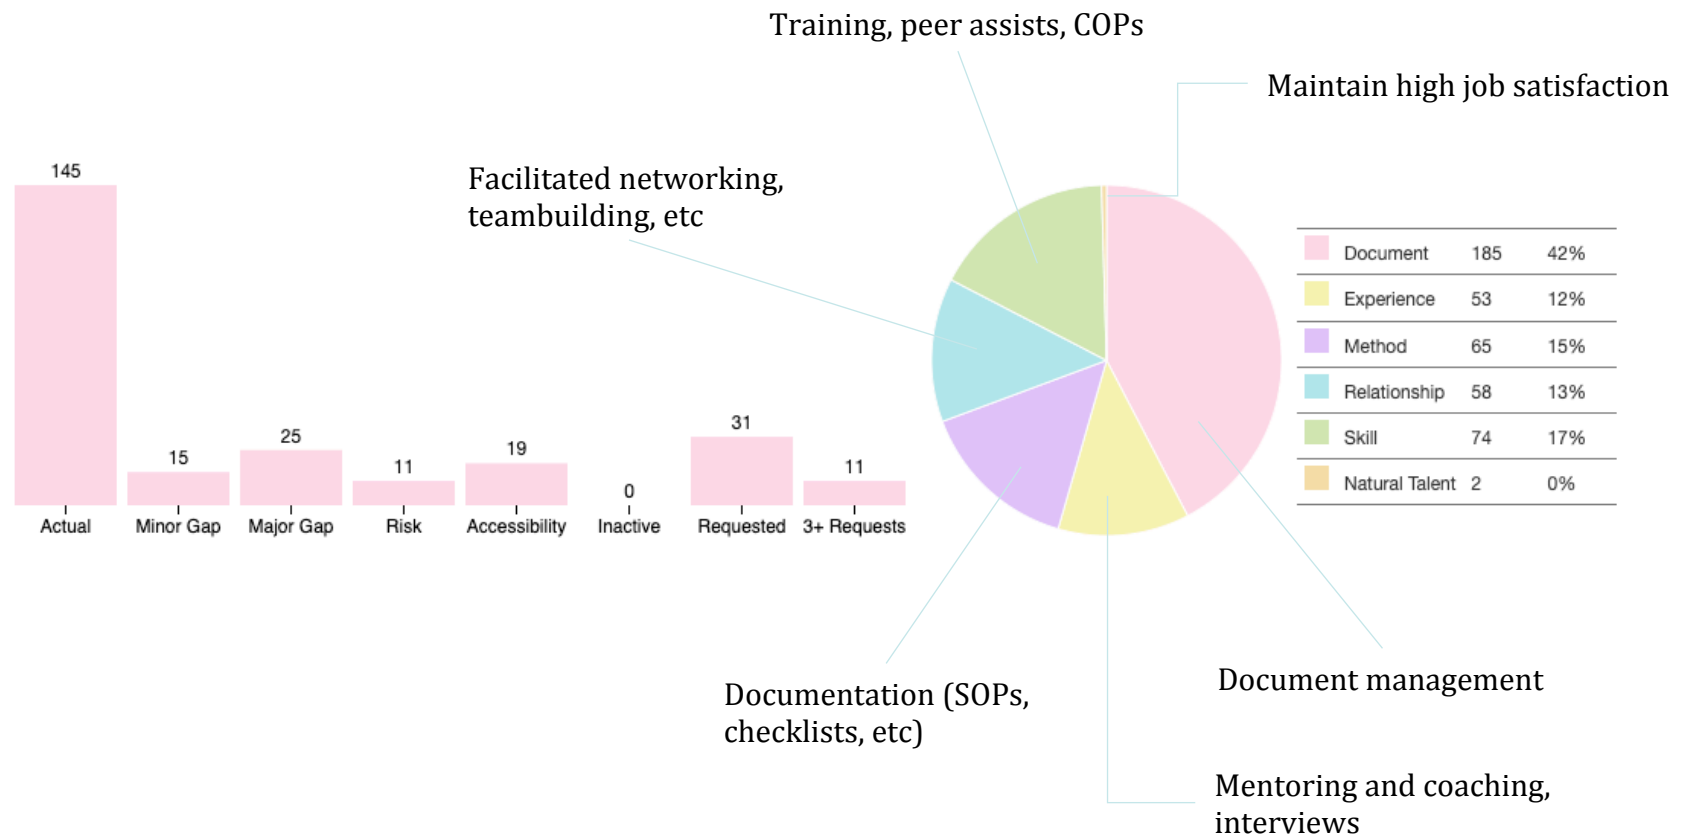 Training, peer assists, COPs
Maintain high job satisfaction
Facilitated networking,
teambuilding, etc
145
15
25
11
19
0
31
11
Actual
Minor Gap
Major Gap
Risk
Accessibility
Inactive
Requested
3+ Requests
Document 185 42%
Experience 53 12%
Method 65 15%
Relationship 58 13%
Skill 74 17%
Natural Talent 2 0%
Documentation (SOPs,
checklists, etc)
Document management
Mentoring and coaching,
interviews